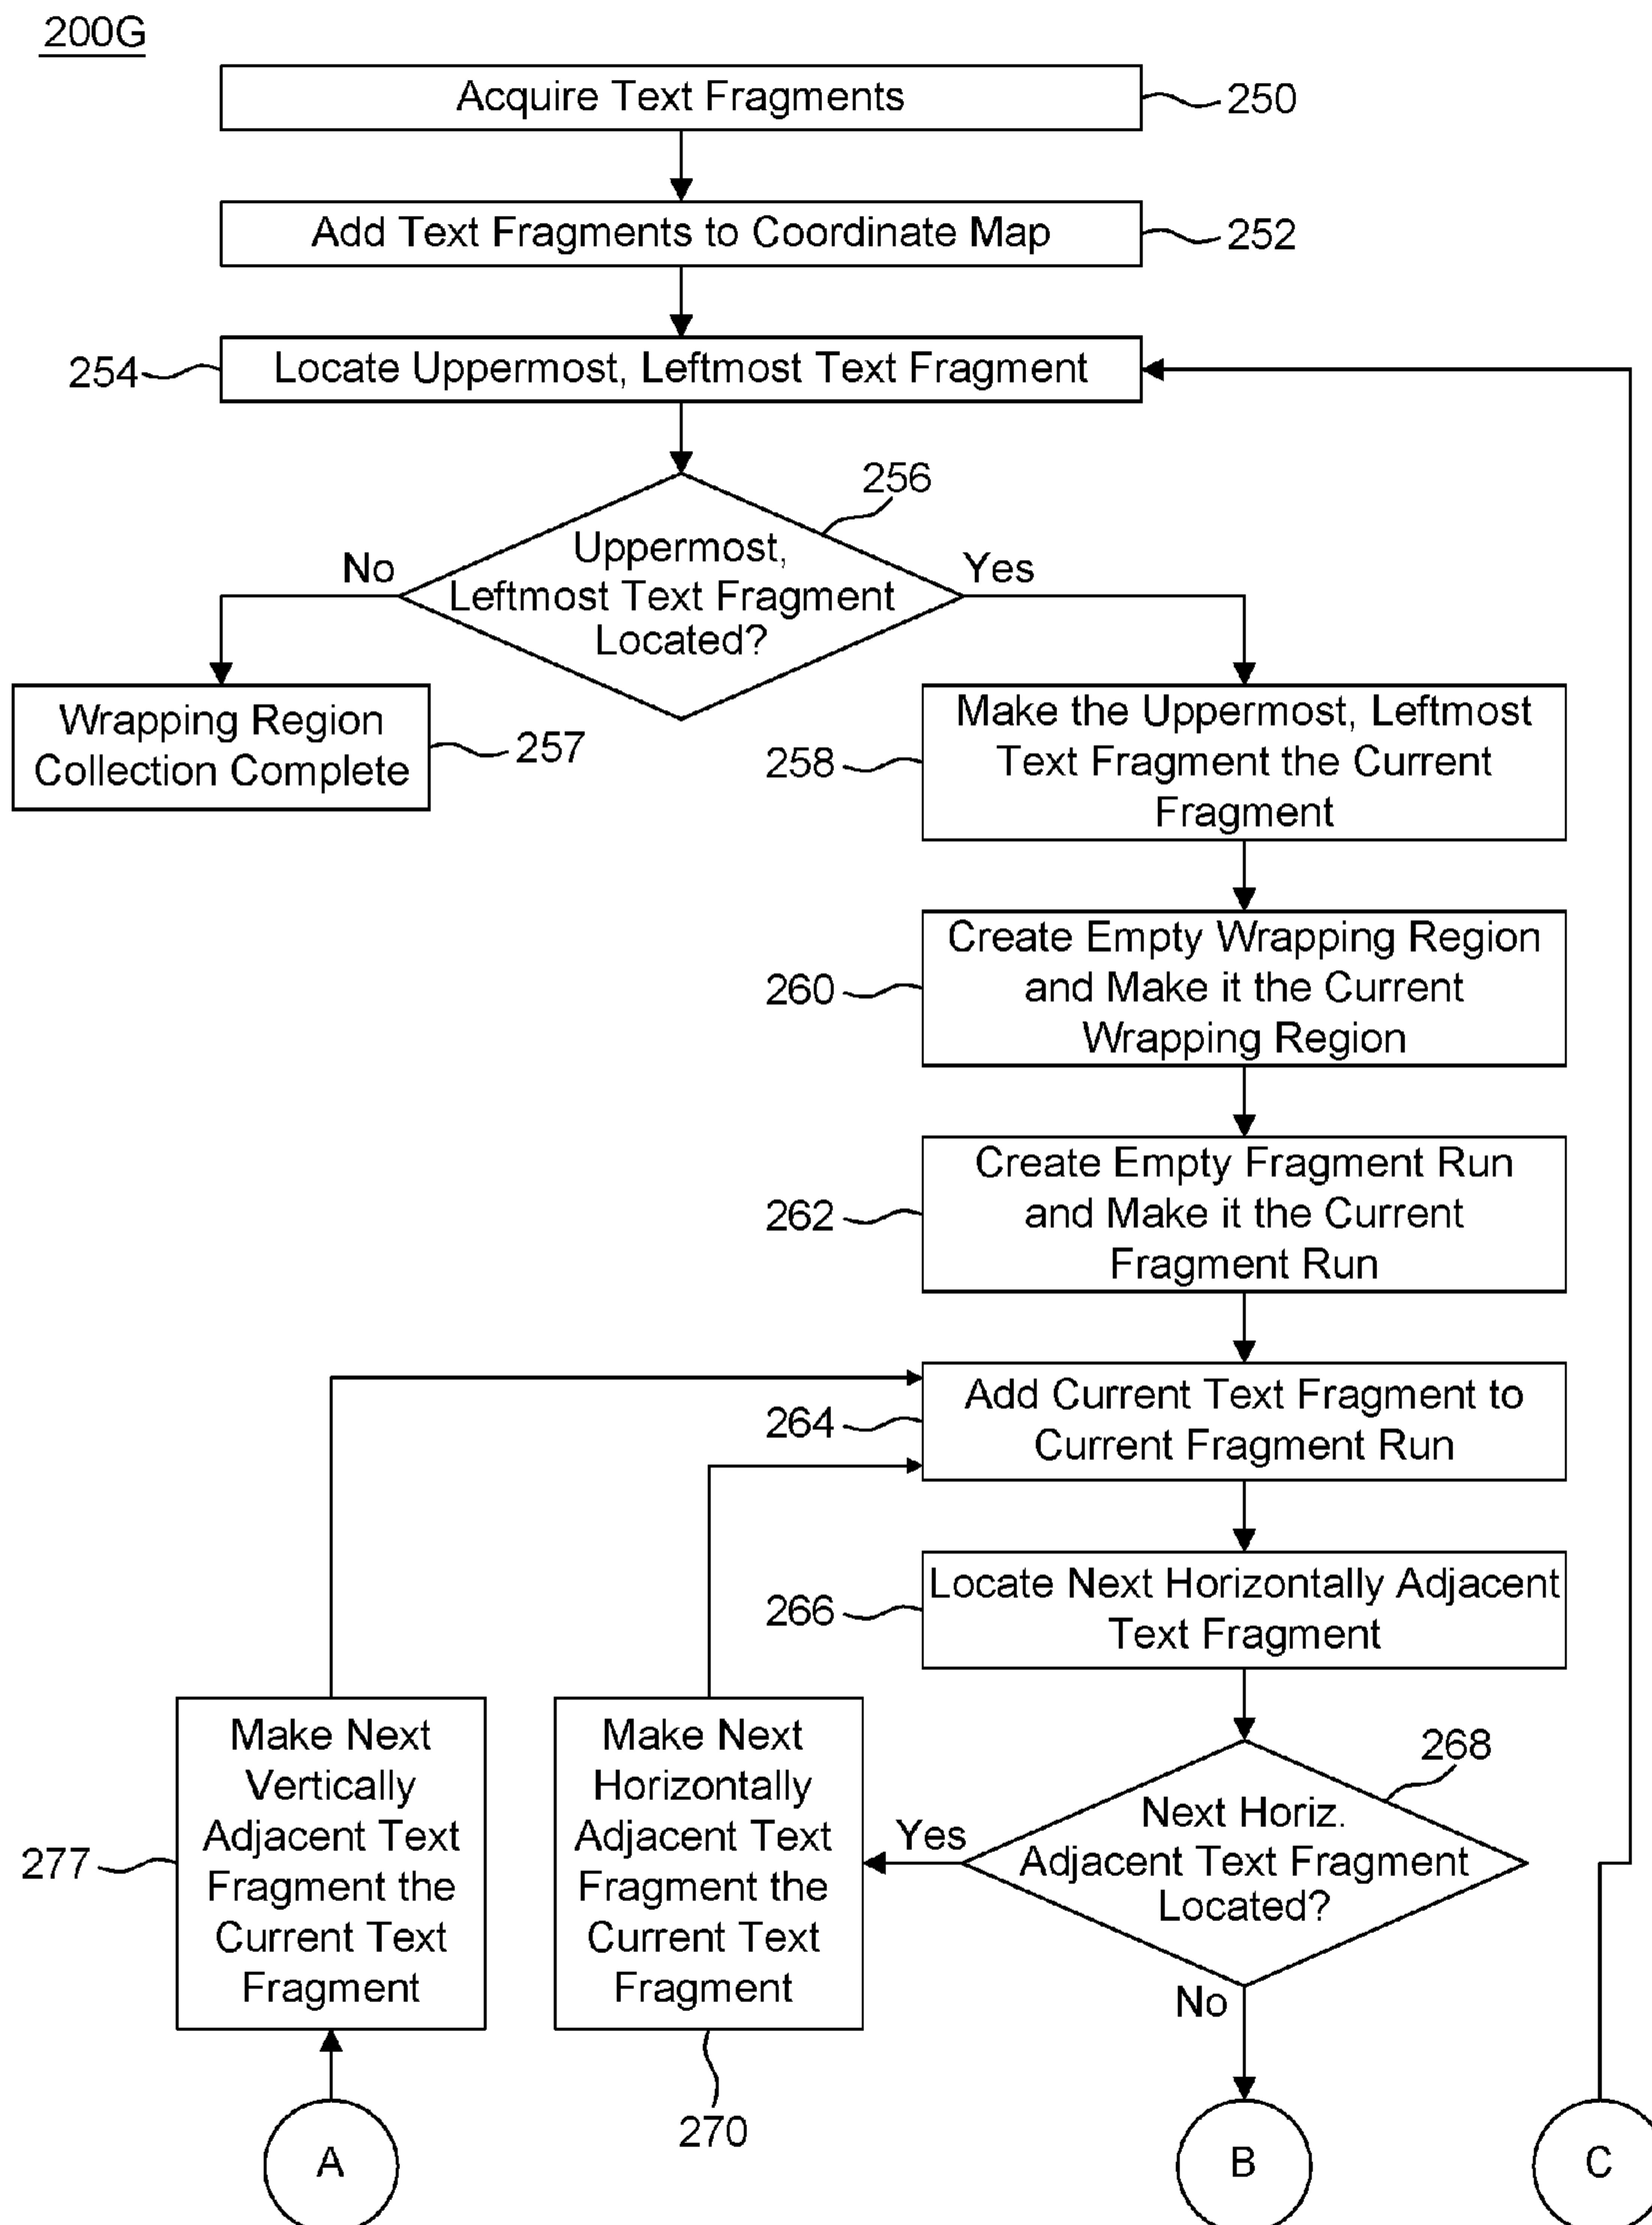 200G
Acquire Text Fragments
250
Add Text Fragments to Coordinate Map
252
254
Locate Uppermost, Leftmost Text Fragment
256
Uppermost,
Leftmost Text Fragment
Located?
No
Yes
Wrapping Region
Collection Complete
257
258
Make the Uppermost, Leftmost
Text Fragment the Current
Fragment
260
Create Empty Wrapping Region
and Make it the Current
Wrapping Region
262
Create Empty Fragment Run
and Make it the Current
Fragment Run
264
Add Current Text Fragment to
Current Fragment Run
266
Locate Next Horizontally Adjacent
Text Fragment
268
Next Horiz.
Adjacent Text Fragment
Located?
Yes
No
277
Make Next
Vertically
Adjacent Text
Fragment the
Current Text
Fragment
Make Next
Horizontally
Adjacent Text
Fragment the
Current Text
Fragment
270
A
B
C